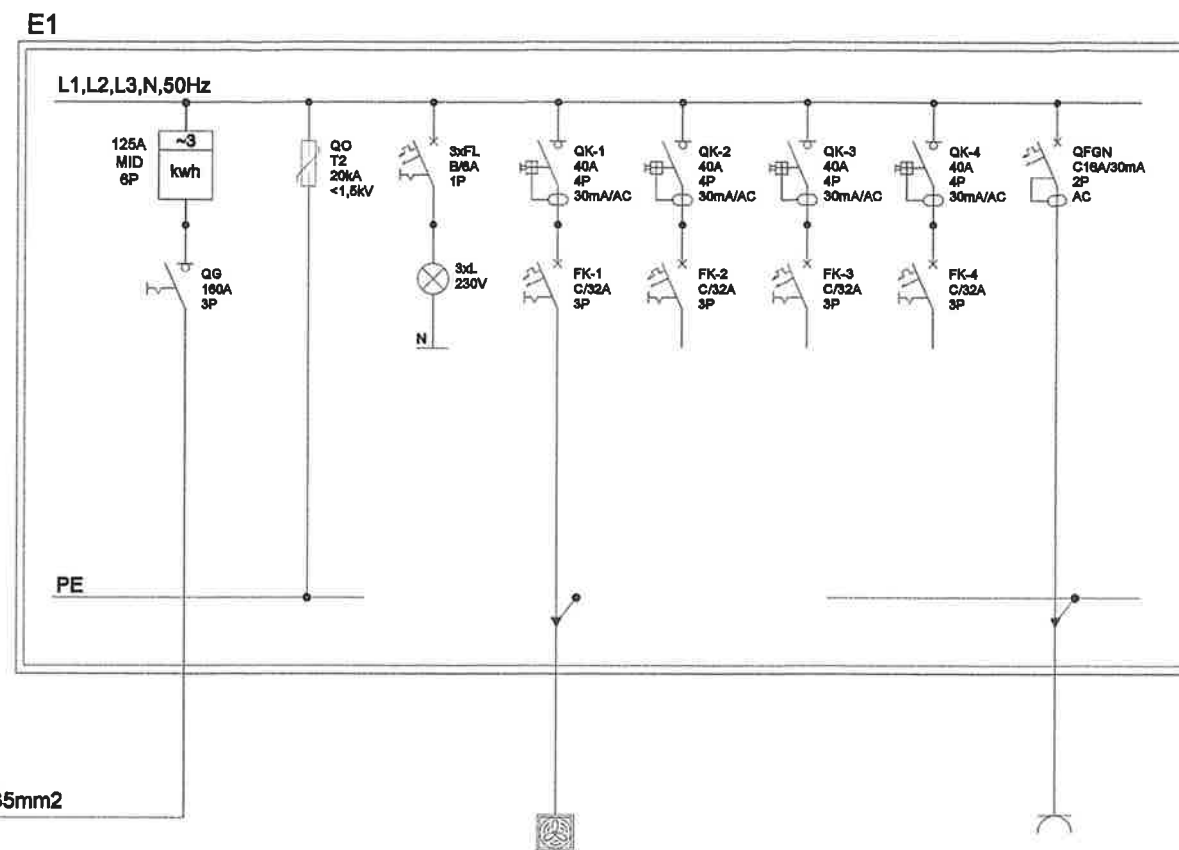 E1
L1,L2,L3,N,50Hz
125A
MID
6P
~3
kwh
QO
T2
20kA
<1,5kV
3xFL
B/6A
1P
QK-1
40A
4P
30mA/AC
QK-2
40A
4P
30mA/AC
QK-3
40A
4P
30mA/AC
QK-4
40A
4P
30mA/AC
QFGN
C16A/30mA
2P
AC
QG
160A
3P
3xL
230V
N
FK-1
C/32A
3P
FK-2
C/32A
3P
FK-3
C/32A
3P
FK-4
C/32A
3P
PE
5mm2